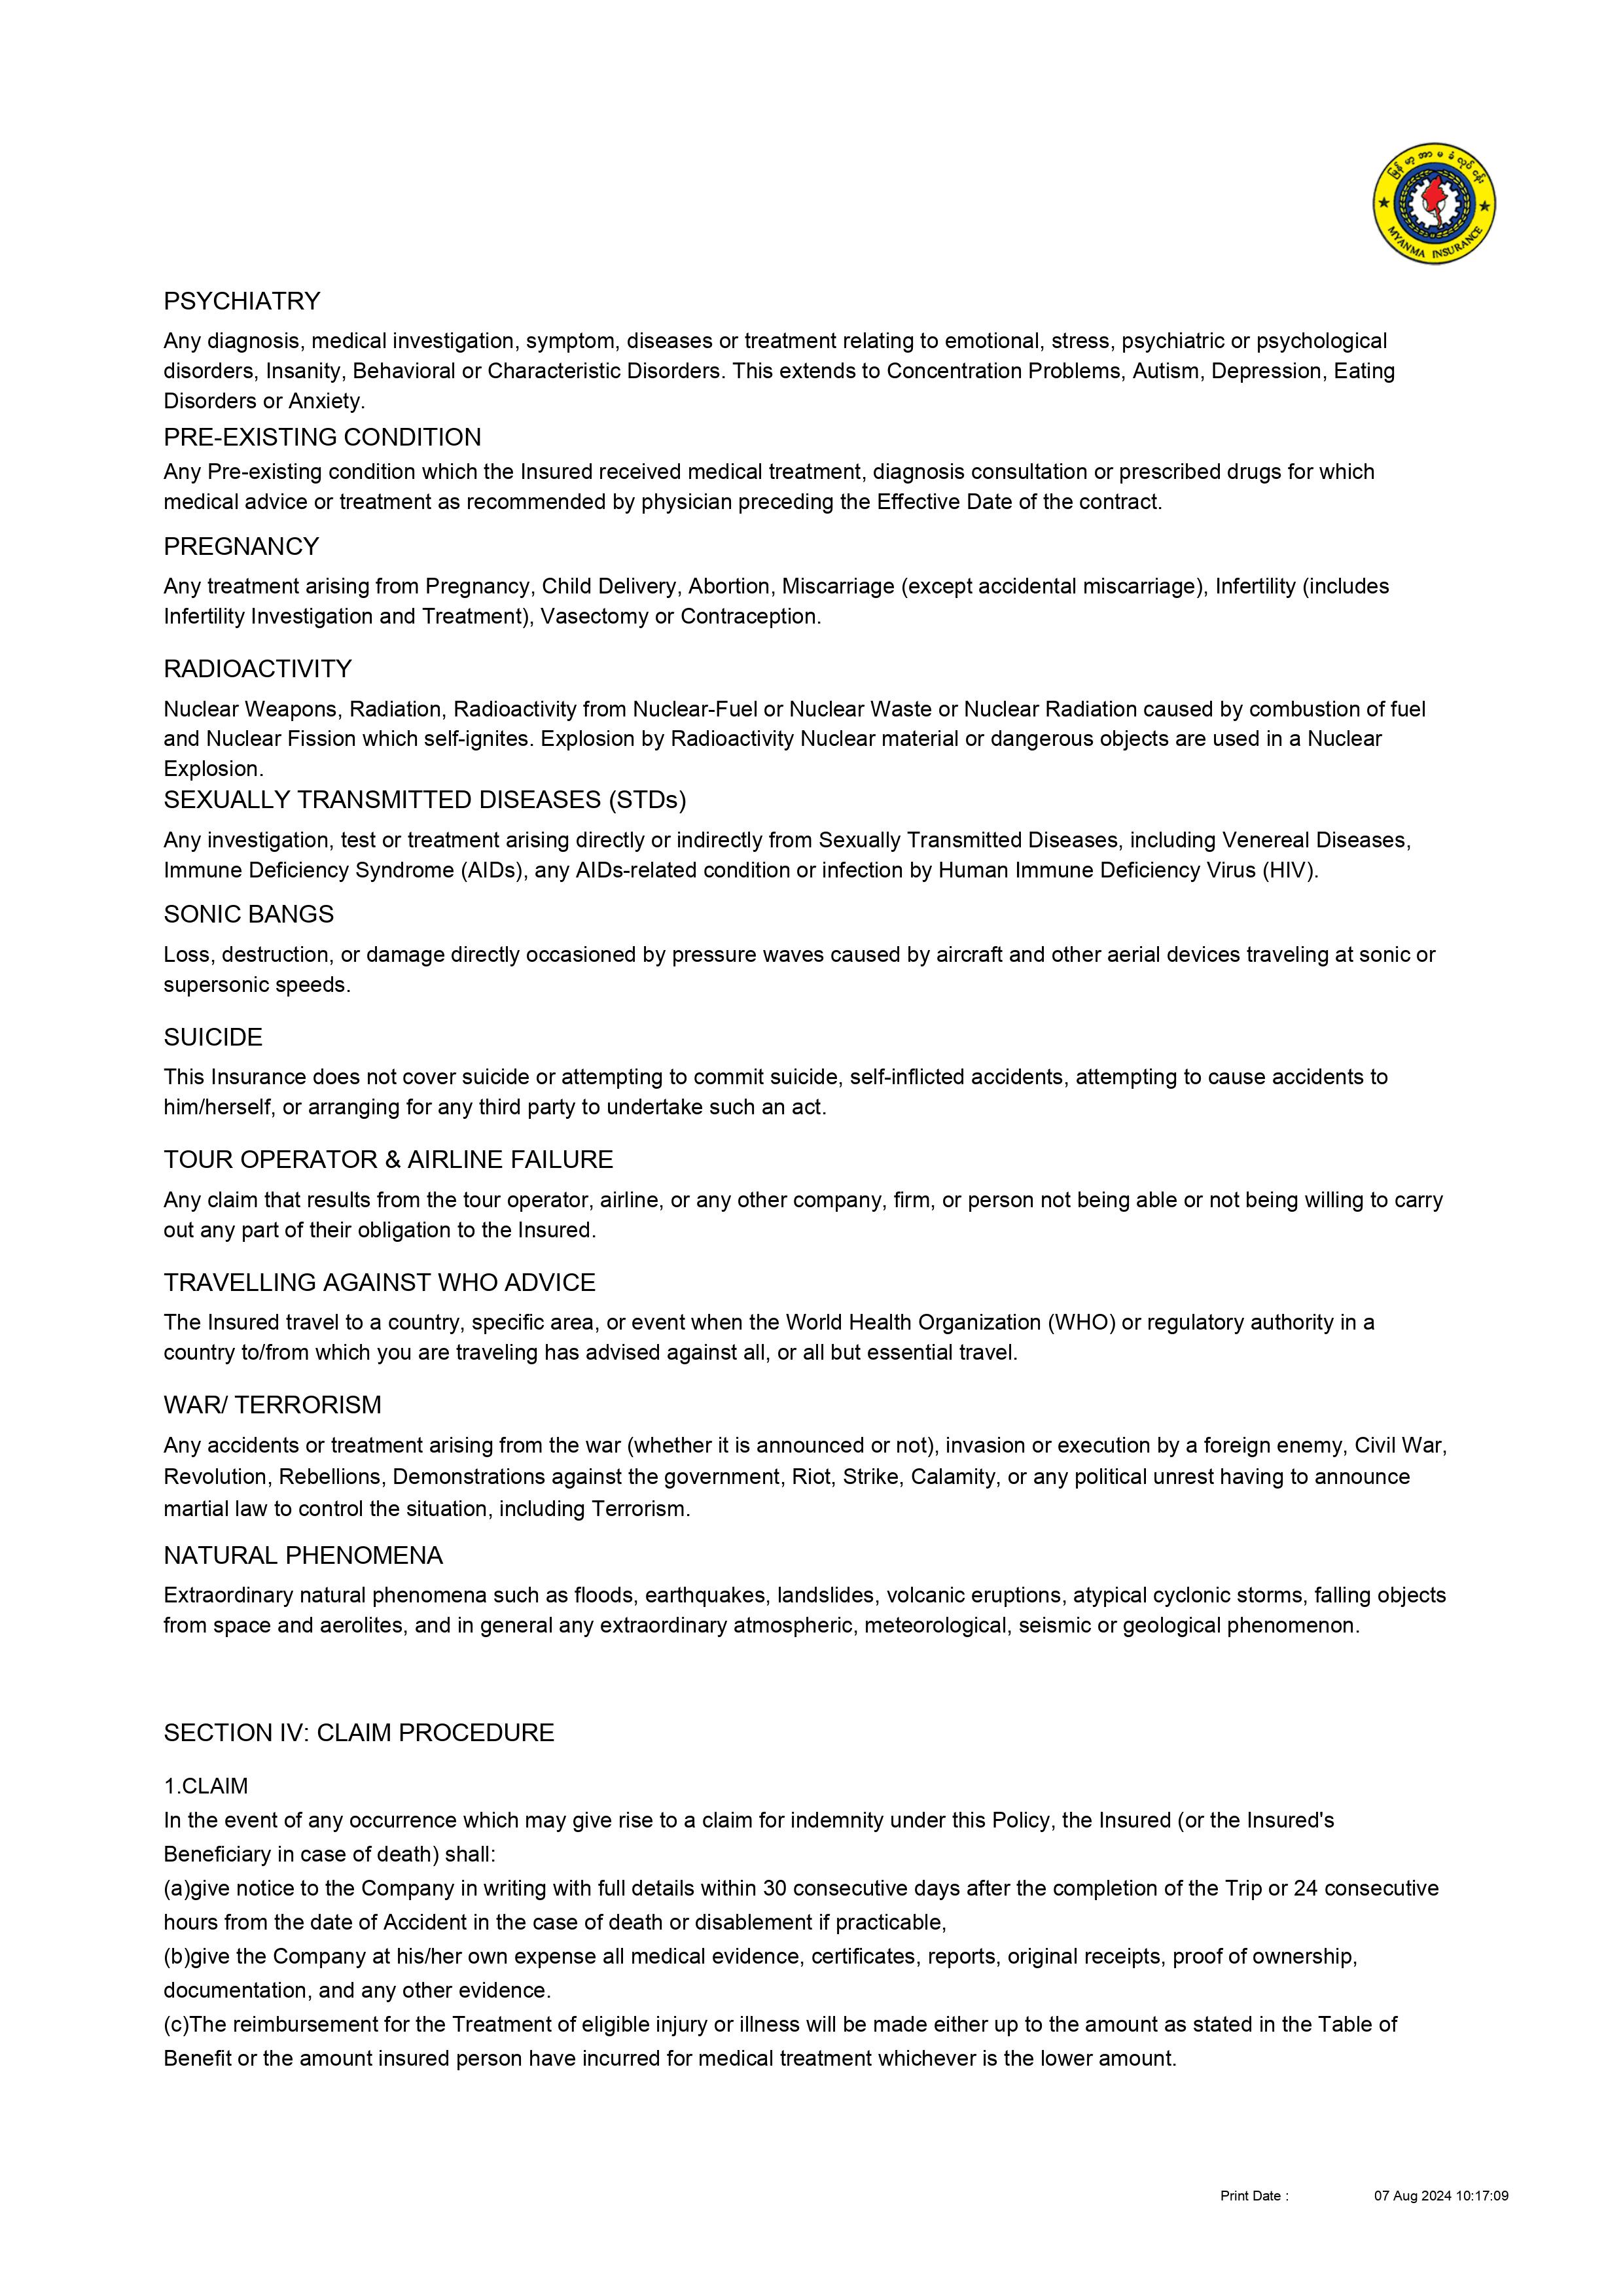 မြန်မာ့အာမခံလုပ်ငန်း
MYANMA INSURANCE
PSYCHIATRY
Any diagnosis, medical investigation, symptom, diseases or treatment relating to emotional, stress, psychiatric or psychological
disorders, Insanity, Behavioral or Characteristic Disorders. This extends to Concentration Problems, Autism, Depression, Eating
Disorders or Anxiety.
PRE-EXISTING CONDITION
Any Pre-existing condition which the Insured received medical treatment, diagnosis consultation or prescribed drugs for which
medical advice or treatment as recommended by physician preceding the Effective Date of the contract.
PREGNANCY
Any treatment arising from Pregnancy, Child Delivery, Abortion, Miscarriage (except accidental miscarriage), Infertility (includes
Infertility Investigation and Treatment), Vasectomy or Contraception.
RADIOACTIVITY
Nuclear Weapons, Radiation, Radioactivity from Nuclear-Fuel or Nuclear Waste or Nuclear Radiation caused by combustion of fuel
and Nuclear Fission which self-ignites. Explosion by Radioactivity Nuclear material or dangerous objects are used in a Nuclear
Explosion.
SEXUALLY TRANSMITTED DISEASES (STDs)
Any investigation, test or treatment arising directly or indirectly from Sexually Transmitted Diseases, including Venereal Diseases,
Immune Deficiency Syndrome (AIDs), any AIDs-related condition or infection by Human Immune Deficiency Virus (HIV).
SONIC BANGS
Loss, destruction, or damage directly occasioned by pressure waves caused by aircraft and other aerial devices traveling at sonic or
supersonic speeds.
SUICIDE
This Insurance does not cover suicide or attempting to commit suicide, self-inflicted accidents, attempting to cause accidents to
him/herself, or arranging for any third party to undertake such an act.
TOUR OPERATOR & AIRLINE FAILURE
Any claim that results from the tour operator, airline, or any other company, firm, or person not being able or not being willing to carry
out any part of their obligation to the Insured.
TRAVELLING AGAINST WHO ADVICE
The Insured travel to a country, specific area, or event when the World Health Organization (WHO) or regulatory authority in a
country to/from which you are traveling has advised against all, or all but essential travel.
WAR/ TERRORISM
Any accidents or treatment arising from the war (whether it is announced or not), invasion or execution by a foreign enemy, Civil War,
Revolution, Rebellions, Demonstrations against the government, Riot, Strike, Calamity, or any political unrest having to announce
martial law to control the situation, including Terrorism.
NATURAL PHENOMENA
Extraordinary natural phenomena such as floods, earthquakes, landslides, volcanic eruptions, atypical cyclonic storms, falling objects
from space and aerolites, and in general any extraordinary atmospheric, meteorological, seismic or geological phenomenon.
SECTION IV: CLAIM PROCEDURE
1.CLAIM
In the event of any occurrence which may give rise to a claim for indemnity under this Policy, the Insured (or the Insured's
Beneficiary in case of death) shall:
(a)give notice to the Company in writing with full details within 30 consecutive days after the completion of the Trip or 24 consecutive
hours from the date of Accident in the case of death or disablement if practicable,
(b)give the Company at his/her own expense all medical evidence, certificates, reports, original receipts, proof of ownership,
documentation, and any other evidence.
(c)The reimbursement for the Treatment of eligible injury or illness will be made either up to the amount as stated in the Table of
Benefit or the amount insured person have incurred for medical treatment whichever is the lower amount.
Print Date : 07 Aug 2024 10:17:09